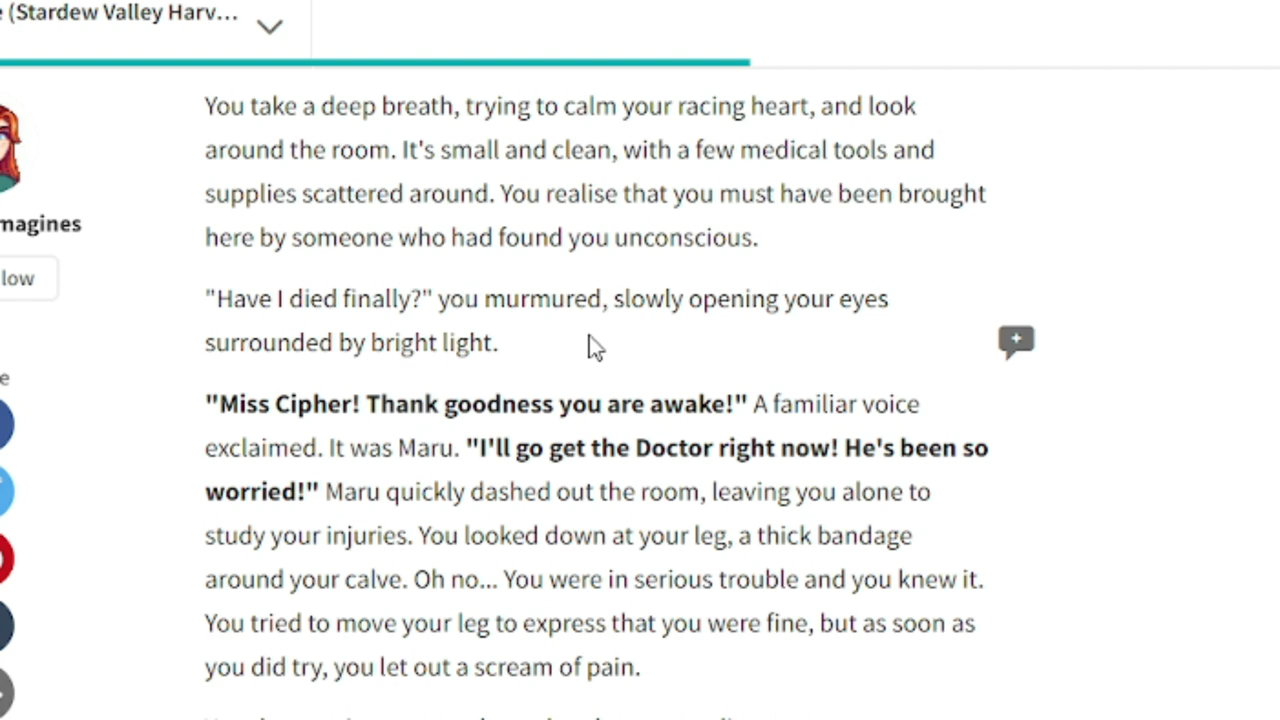 (Stardew Valley Harv...
You take a deep breath, trying to calm your racing heart, and look
around the room. It's small and clean, with a few medical tools and
supplies scattered around. You realise that you must have been brought
here by someone who had found you unconscious.
magines
low
"Have I died finally?" you murmured, slowly opening your eyes
surrounded by bright light.
e
"Miss Cipher! Thank goodness you are awake!" A familiar voice
exclaimed. It was Maru. "I'll go get the Doctor right now! He's been so
worried!" Maru quickly dashed out the room, leaving you alone to
study your injuries. You looked down at your leg, a thick bandage
around your calve. Oh no... You were in serious trouble and you knew it.
You tried to move your leg to express that you were fine, but as soon as
you did try, you let out a scream of pain.